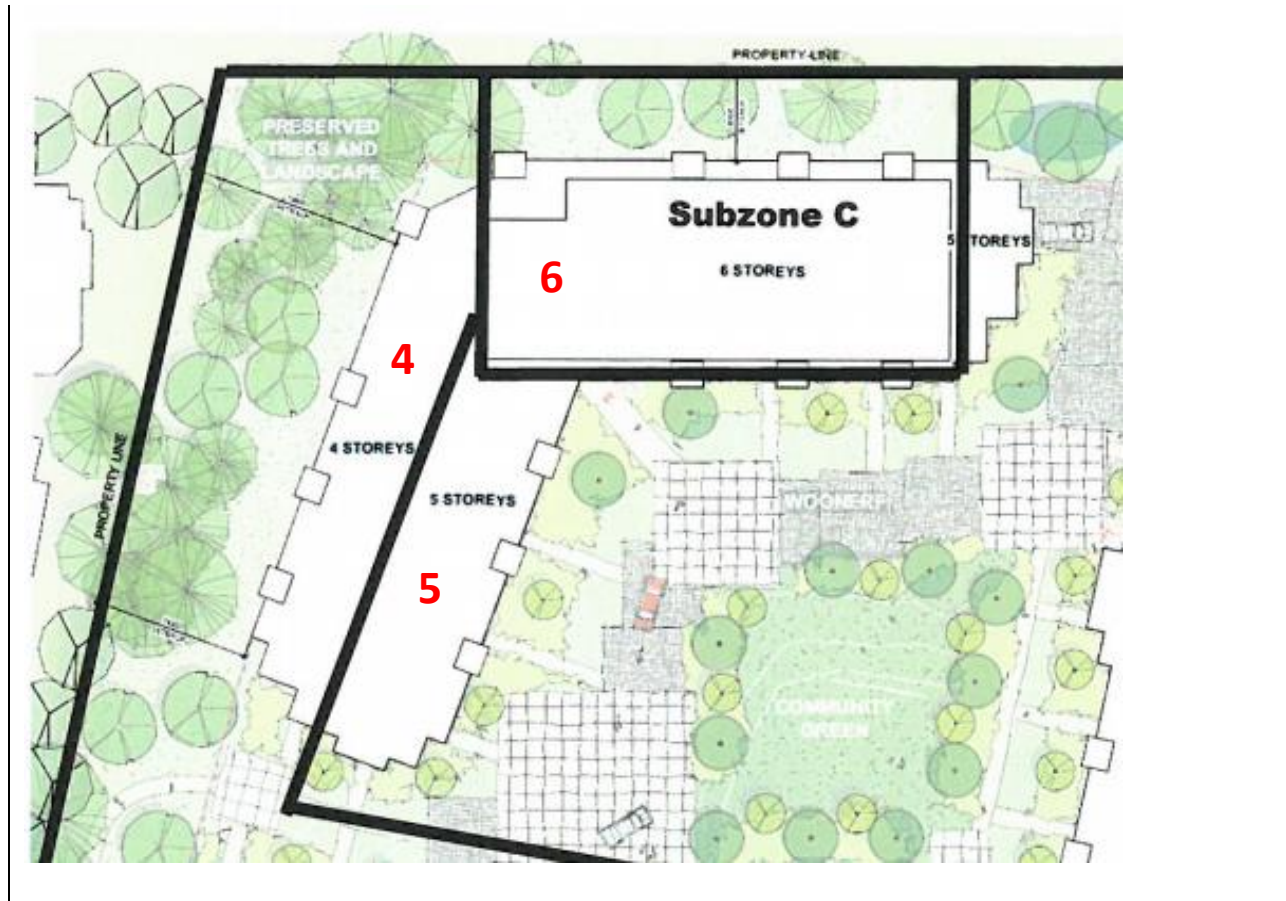 PROPERTY LINE
PRESERVED
TREES AND
LANDSCAPE
Subzone C
5 STOREYS
6
6 STOREYS
4
4 STOREYS
PROPERTY LINE
5 STOREYS
WOONERF
5
COMMUNITY
GREEN